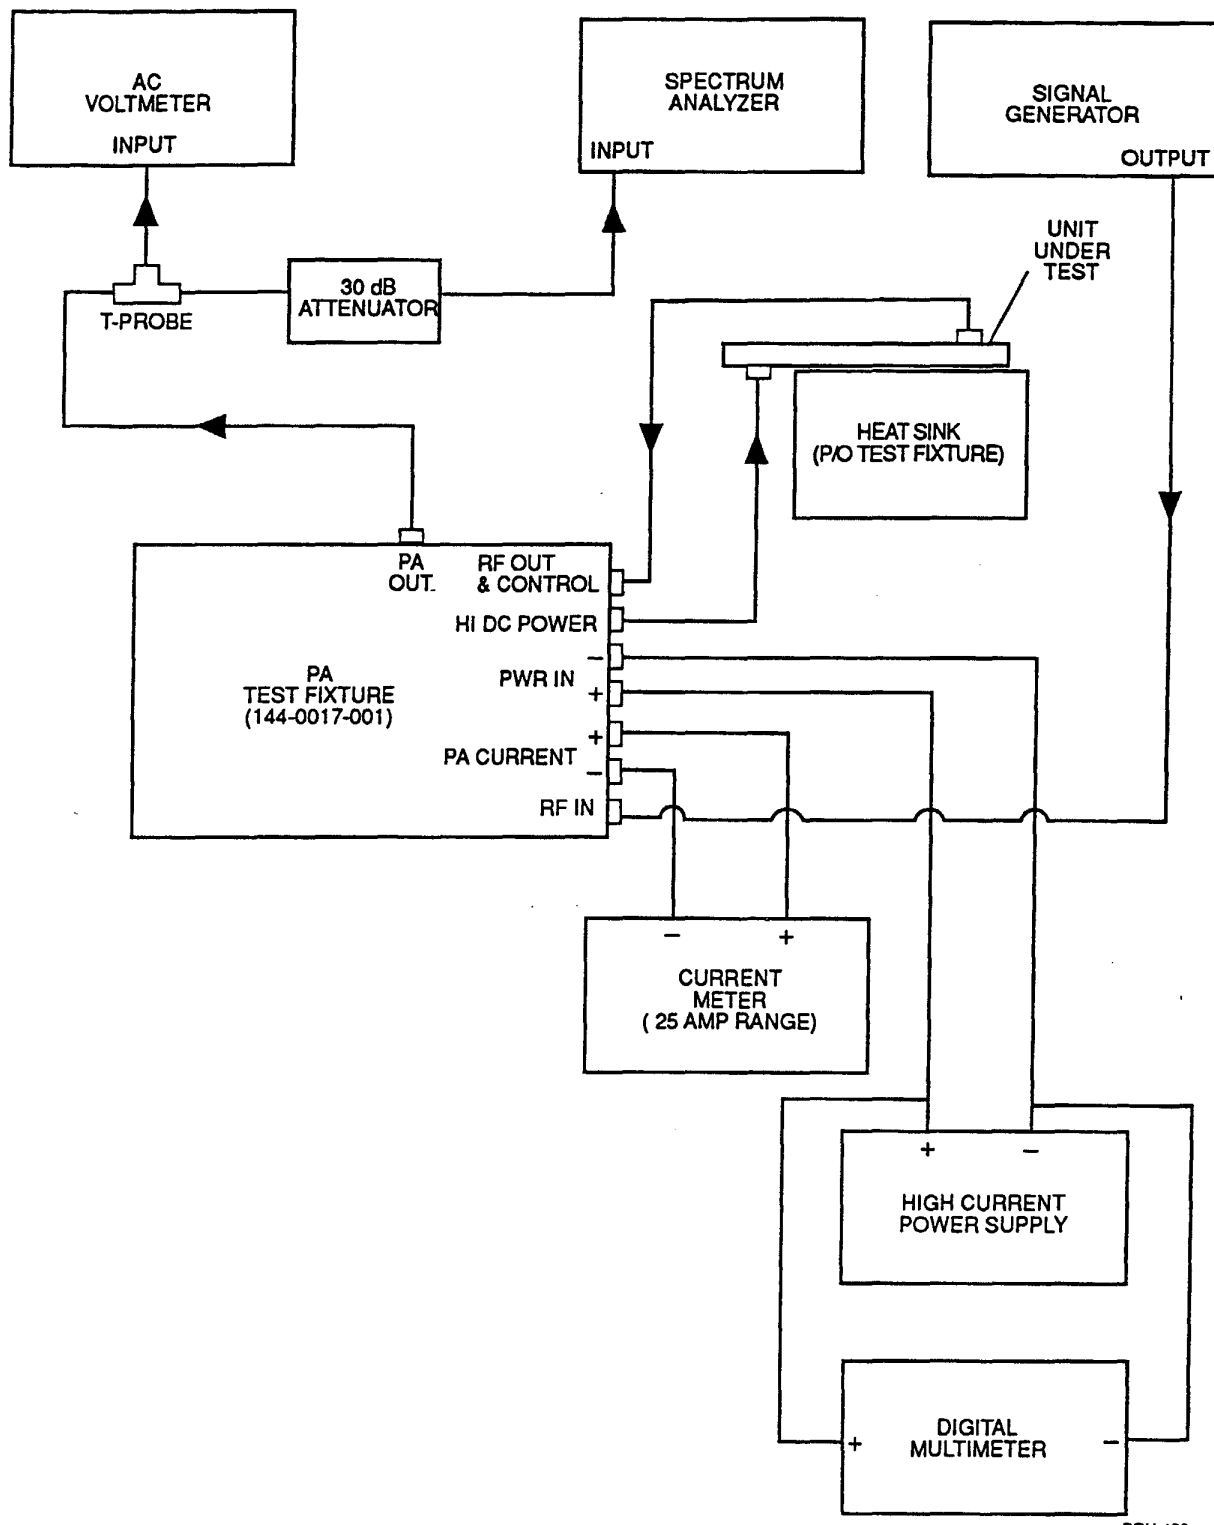 AC
VOLTMETER
INPUT
SPECTRUM
ANALYZER
INPUT
SIGNAL
GENERATOR
OUTPUT
UNIT
UNDER
TEST
30 dB
ATTENUATOR
T-PROBE
HEAT SINK
(P/O TEST FIXTURE)
PA
OUT
RF OUT
& CONTROL
HI DC POWER
−
PWR IN
+
PA
TEST FIXTURE
(144-0017-001)
+
PA CURRENT
−
RF IN
− +
CURRENT
METER
( 25 AMP RANGE)
+ −
HIGH CURRENT
POWER SUPPLY
+ −
DIGITAL
MULTIMETER